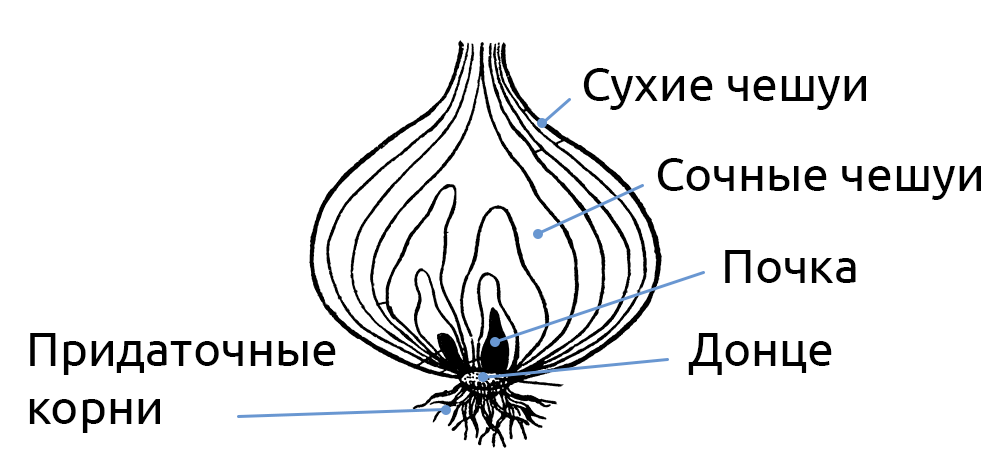 Сухие чешуи
Сочные чешуи
Почка
Придаточные
корни
Донце